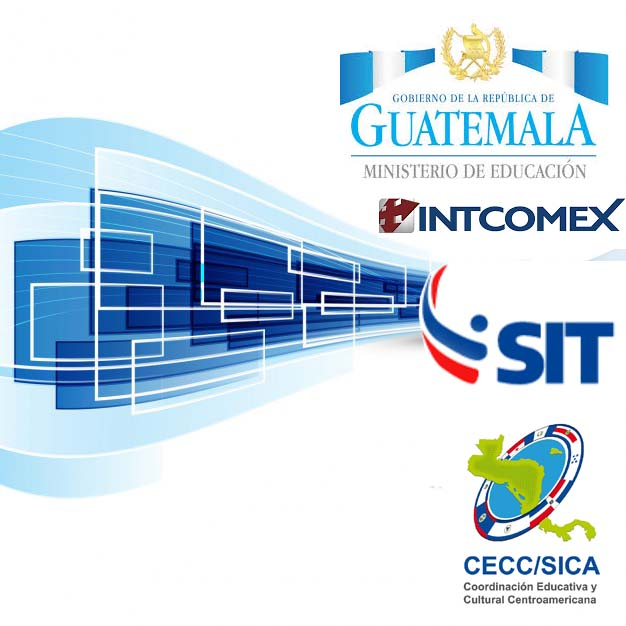 GOBIERNO DE LA REPÚBLICA DE
GUATEMALA
MINISTERIO DE EDUCACIÓN
INTCOMEX
SIT
CECC/SICA
Coordinación Educativa y
Cultural Centroamericana